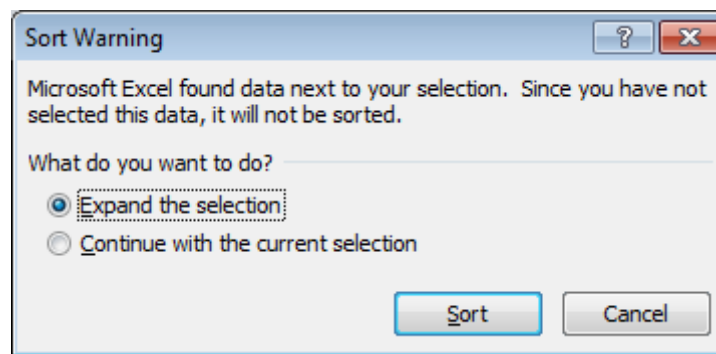 Sort Warning
?
Microsoft Excel found data next to your selection.  Since you have not
selected this data, it will not be sorted.
What do you want to do?
Expand the selection
Continue with the current selection
Sort
Cancel